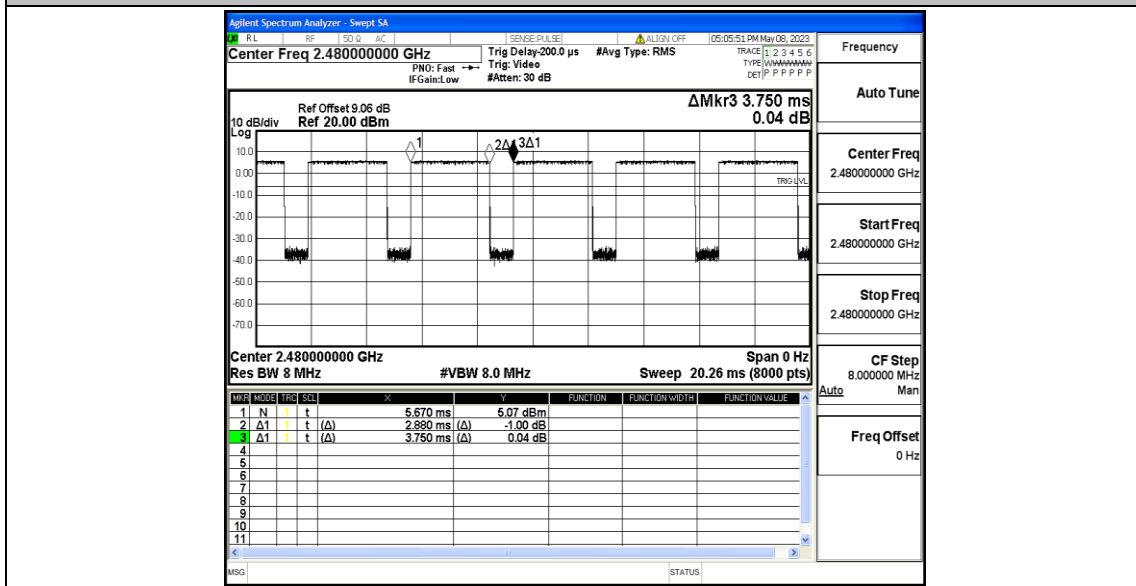 Agilent Spectrum Analyzer - Swept SA
RL RF 50 Ω AC SENSE:PULSE ALIGN OFF 05:05:51 PM May 08, 2023
Center Freq 2.480000000 GHz
PNO: Fast
IFGain:Low
Trig Delay-200.0 µs
Trig: Video
#Atten: 30 dB
#Avg Type: RMS
TRACE 1 2 3 4 5 6
TYPE
DET P P P P P P
ΔMkr3 3.750 ms
0.04 dB
Ref Offset 9.06 dB
10 dB/div Ref 20.00 dBm
Log
10.0
0.00
-10.0
-20.0
-30.0
-40.0
-50.0
-60.0
-70.0
1
3Δ1
TRIG LVL
Center 2.480000000 GHz Span 0 Hz
Res BW 8 MHz #VBW 8.0 MHz Sweep 20.26 ms (8000 pts)
MKR MODE TRC SCL X Y FUNCTION FUNCTION WIDTH FUNCTION VALUE
1 N 1 t 5.670 ms 5.07 dBm
2 Δ1 1 t (Δ) 2.880 ms (Δ) -1.00 dB
3 Δ1 1 t (Δ) 3.750 ms (Δ) 0.04 dB
4
5
6
7
8
9
10
11
MSG STATUS
Frequency
Auto Tune
Center Freq
2.480000000 GHz
Start Freq
2.480000000 GHz
Stop Freq
2.480000000 GHz
CF Step
8.000000 MHz
Auto Man
Freq Offset
0 Hz